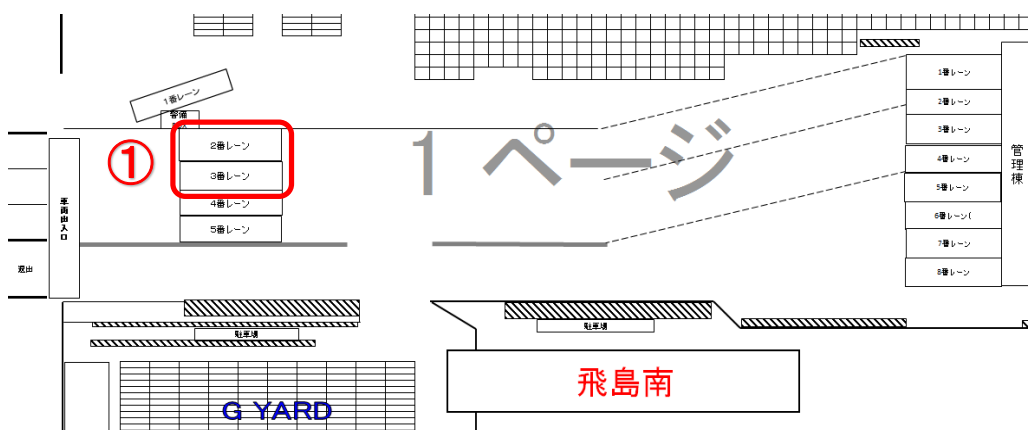 1番レーン
警備
①
2番レーン
3番レーン
4番レーン
5番レーン
車両出入口
退出
1 ページ
1番レーン
2番レーン
3番レーン
4番レーン
5番レーン
6番レーン(
7番レーン
8番レーン
管理棟
駐車場
駐車場
G YARD
飛島南